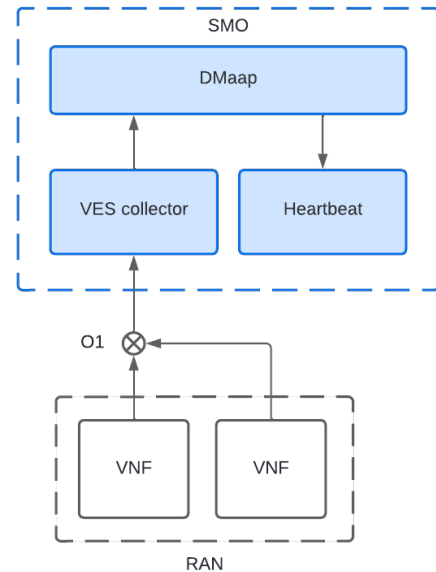 SMO
DMaap
VES collector
Heartbeat
O1
VNF
VNF
RAN